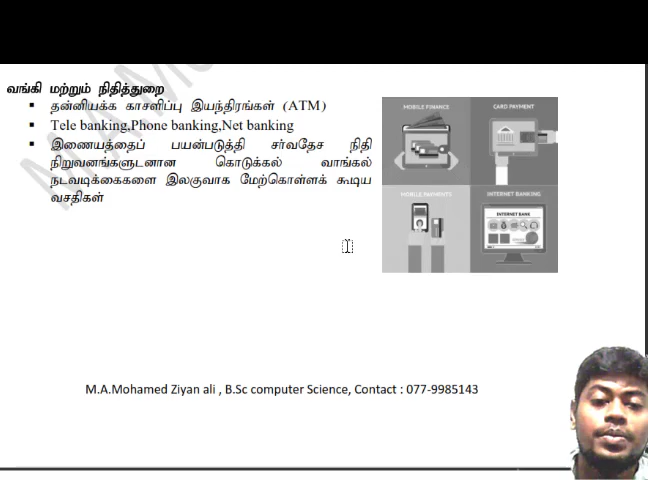 வங்கி மற்றும் நிதித்துறை
▪ தன்னியக்க காசளிப்பு இயந்திரங்கள் (ATM)
▪ Tele banking,Phone banking,Net banking
▪ இணையத்தைப் பயன்படுத்தி சர்வதேச நிதி
நிறுவனங்களுடனான கொடுக்கல் வாங்கல்
நடவடிக்கைகளை இலகுவாக மேற்கொள்ளக் கூடிய
வசதிகள்
MOBILE FINANCE
CARD PAYMENT
MOBILE PAYMENTS
INTERNET BANKING
INTERNET BANK
M.A.Mohamed Ziyan ali , B.Sc computer Science, Contact : 077-9985143